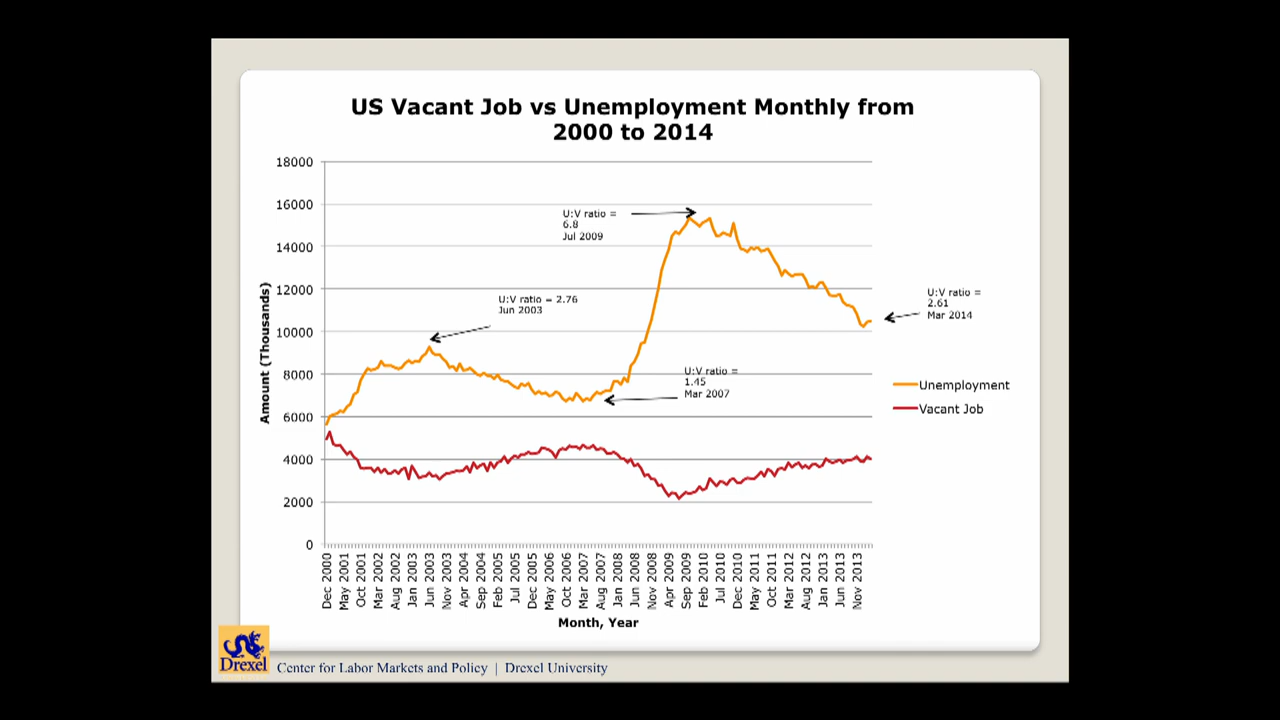 US Vacant Job vs Unemployment Monthly from
2000 to 2014
18000
16000
14000
12000
10000
8000
6000
4000
2000
0
Amount (Thousands)
U:V ratio =
6.8
Jul 2009
U:V ratio = 2.76
Jun 2003
U:V ratio =
1.45
Mar 2007
U:V ratio =
2.61
Mar 2014
Unemployment
Vacant Job
Dec 2000
May 2001
Oct 2001
Mar 2002
Aug 2002
Jan 2003
Jun 2003
Nov 2003
Apr 2004
Sep 2004
Feb 2005
Jul 2005
Dec 2005
May 2006
Oct 2006
Mar 2007
Aug 2007
Jan 2008
Jun 2008
Nov 2008
Apr 2009
Sep 2009
Feb 2010
Jul 2010
Dec 2010
May 2011
Oct 2011
Mar 2012
Aug 2012
Jan 2013
Jun 2013
Nov 2013
Month, Year
Drexel
Center for Labor Markets and Policy | Drexel University